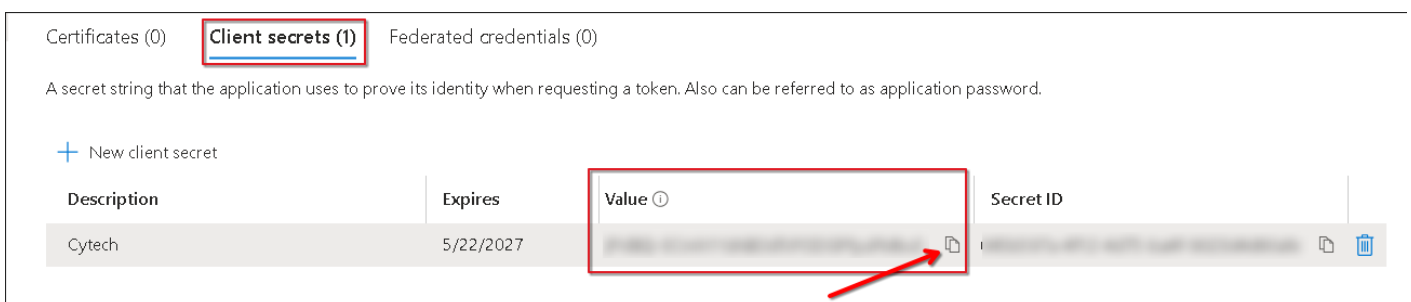 Certificates (0) Client secrets (1) Federated credentials (0)
A secret string that the application uses to prove its identity when requesting a token. Also can be referred to as application password.
New client secret
Description Expires Value Secret ID
Cytech 5/22/2027